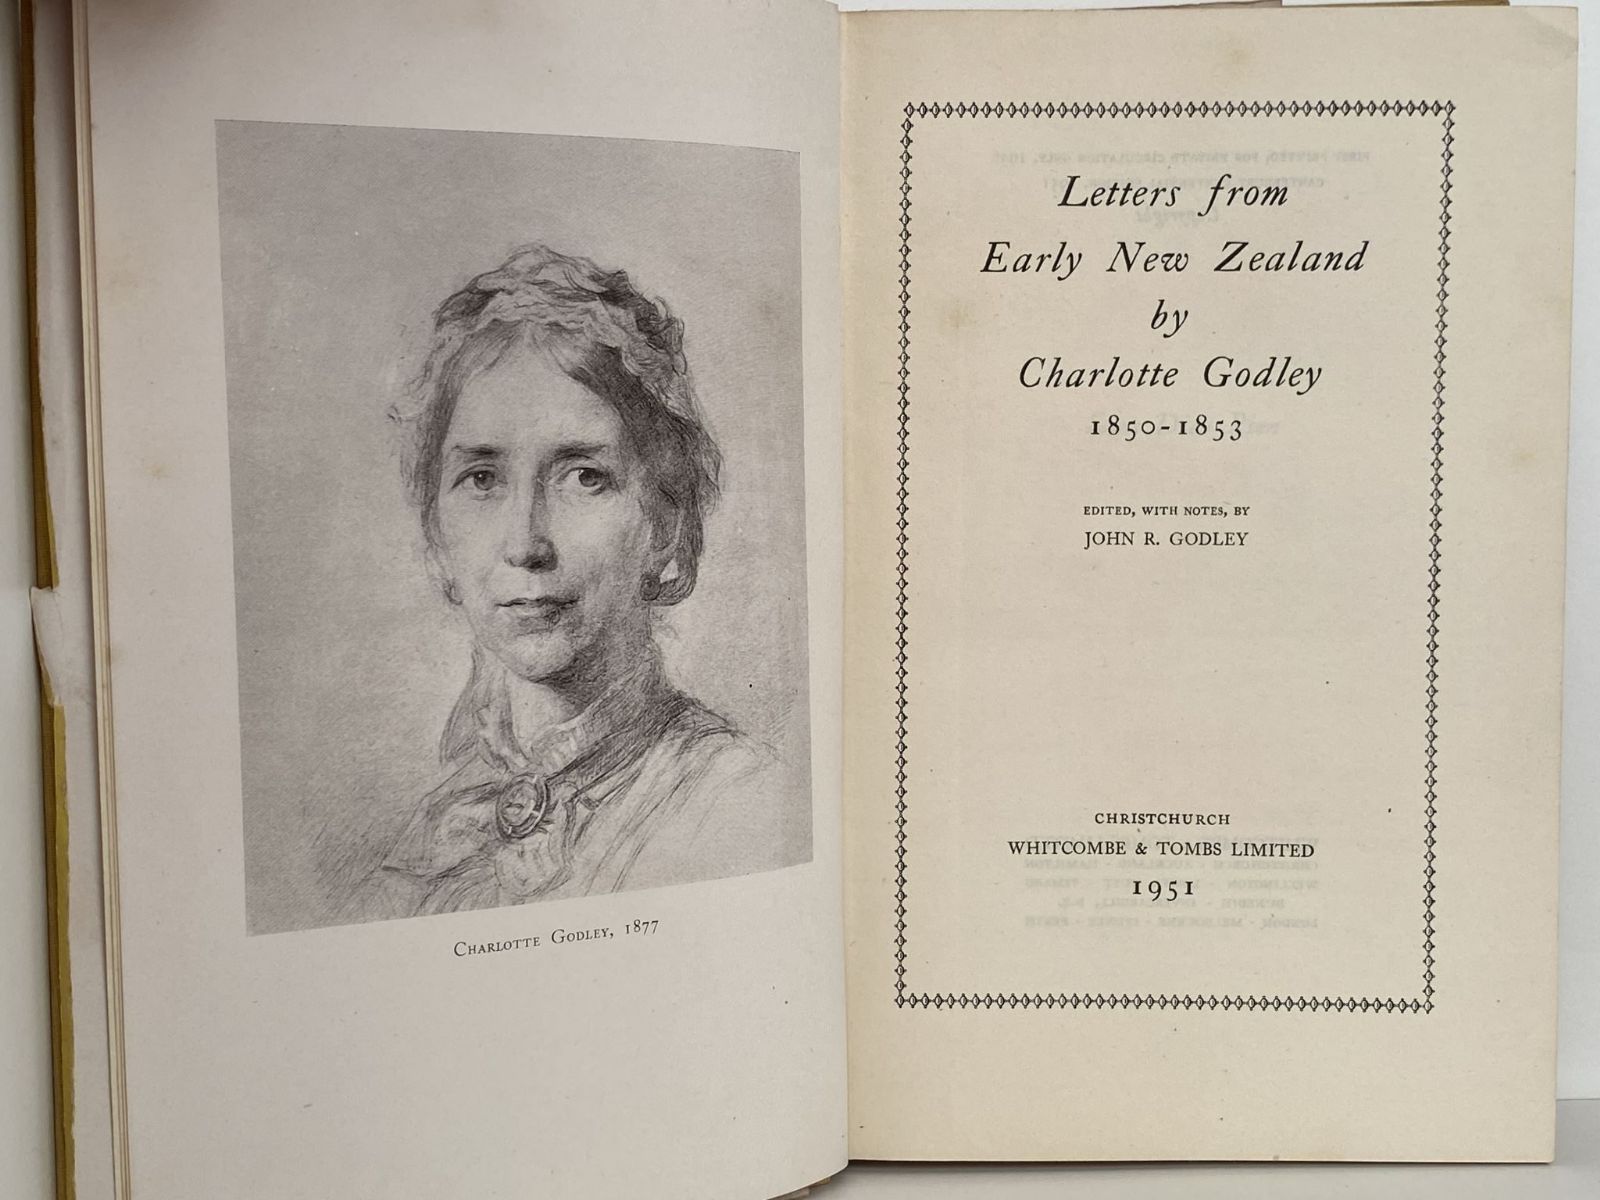 CHARLOTTE GODLEY, 1877
Letters from
Early New Zealand
by
Charlotte Godley
1850-1853
EDITED, WITH NOTES, BY
JOHN R. GODLEY
CHRISTCHURCH
WHITCOMBE & TOMBS LIMITED
1951